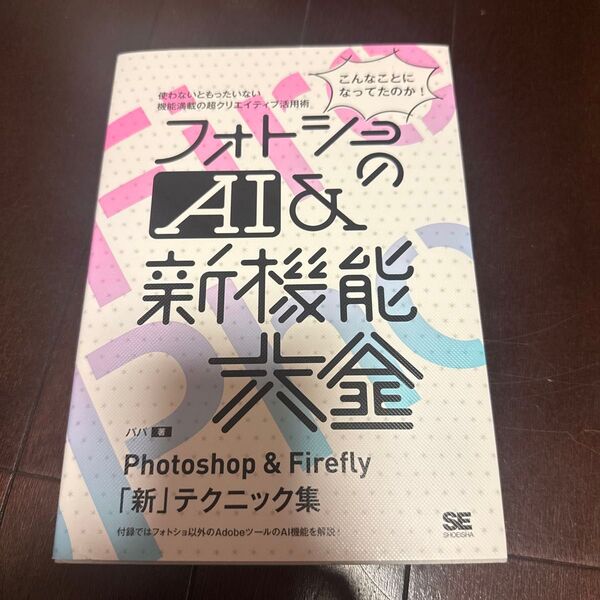 使わないともったいない
機能満載の超クリエイティブ活用術
こんなことに
なってたのか！
フォトショの
AI&
新機能
大全
ババ 著
Photoshop & Firefly
「新」テクニック集
付録ではフォトショ以外のAdobeツールのAI機能を解説！
SE
SHOEISHA